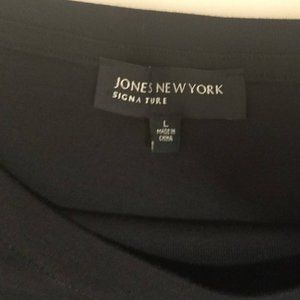 JONES NEW YORK
SIGNATURE
L
MADE IN
CHINA